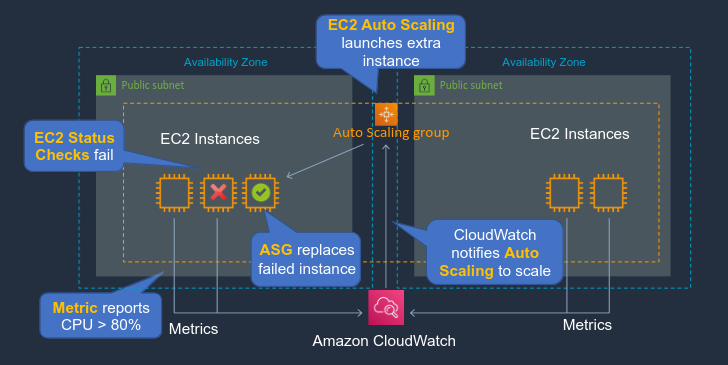 EC2 Auto Scaling
launches extra
instance
Availability Zone
Availability Zone
Public subnet
Public subnet
Auto Scaling group
EC2 Status
Checks fail
EC2 Instances
EC2 Instances
ASG replaces
failed instance
CloudWatch
notifies Auto
Scaling to scale
Metric reports
CPU > 80%
Metrics
Metrics
Amazon CloudWatch